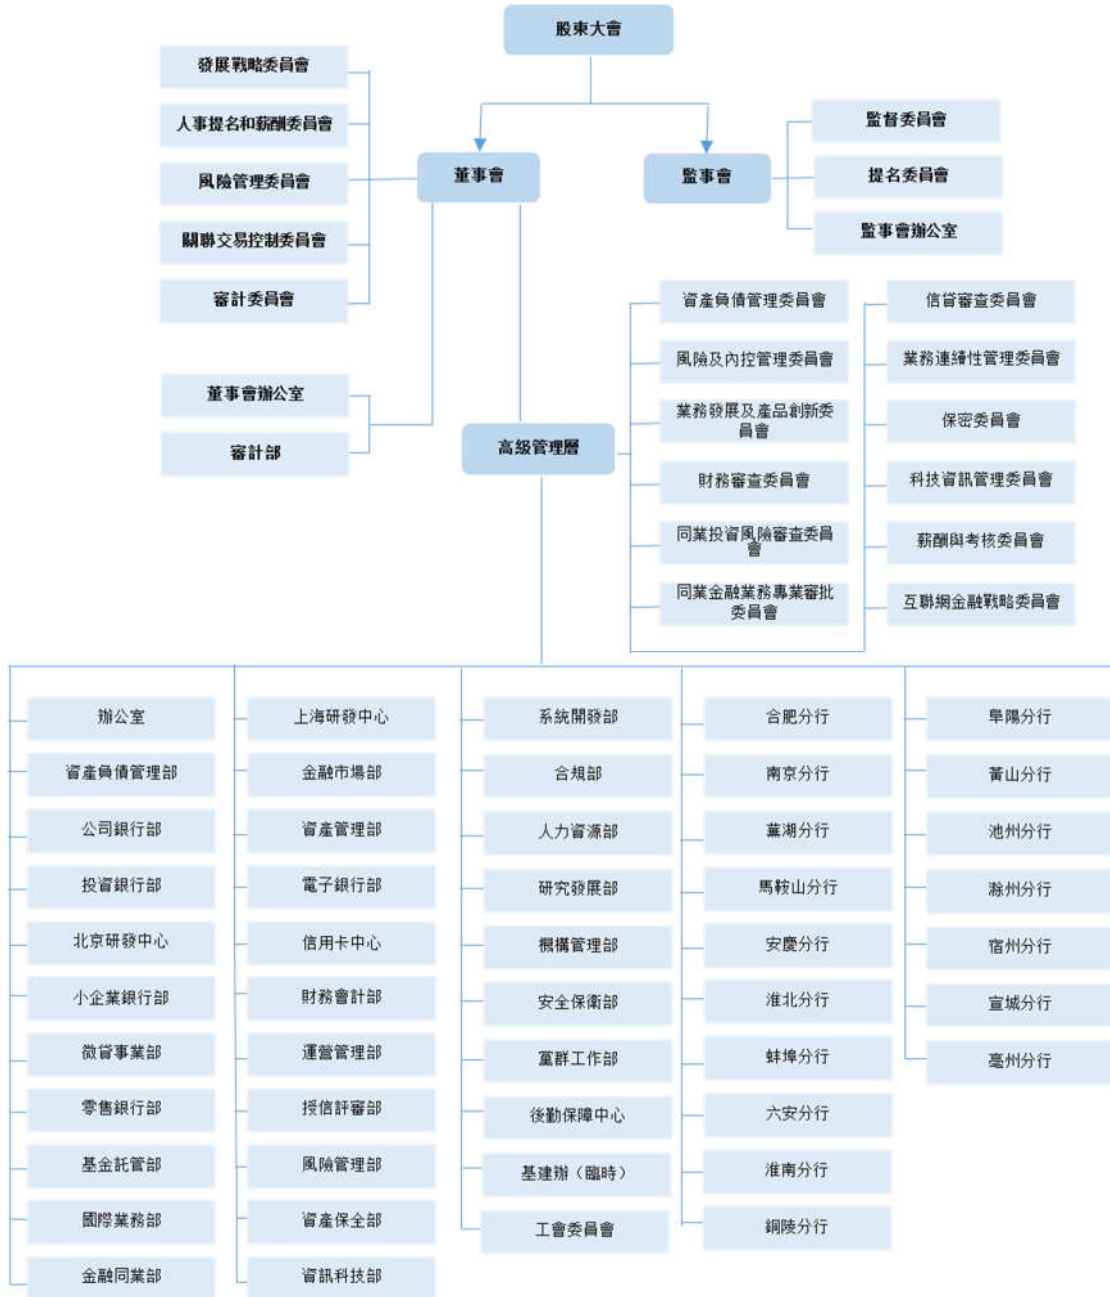 股東大會
發展戰略委員會
人事提名和薪酬委員會
風險管理委員會
關聯交易控制委員會
審計委員會
董事會
監事會
監督委員會
提名委員會
監事會辦公室
董事會辦公室
審計部
高級管理層
資產負債管理委員會
風險及內控管理委員會
業務發展及產品創新委
員會
財務審查委員會
同業投資風險審查委員
會
同業金融業務專業審批
委員會
信貸審查委員會
業務連續性管理委員會
保密委員會
科技資訊管理委員會
薪酬與考核委員會
互聯網金融戰略委員會
辦公室
資產負債管理部
公司銀行部
投資銀行部
北京研發中心
小企業銀行部
微貸事業部
零售銀行部
基金託管部
國際業務部
金融同業部
上海研發中心
金融市場部
資產管理部
電子銀行部
信用卡中心
財務會計部
運營管理部
授信評審部
風險管理部
資產保全部
資訊科技部
系統開發部
合規部
人力資源部
研究發展部
機構管理部
安全保衛部
黨群工作部
後勤保障中心
基建辦（臨時）
工會委員會
合肥分行
南京分行
蕪湖分行
馬鞍山分行
安慶分行
淮北分行
蚌埠分行
六安分行
淮南分行
銅陵分行
阜陽分行
黃山分行
池州分行
滁州分行
宿州分行
宣城分行
亳州分行